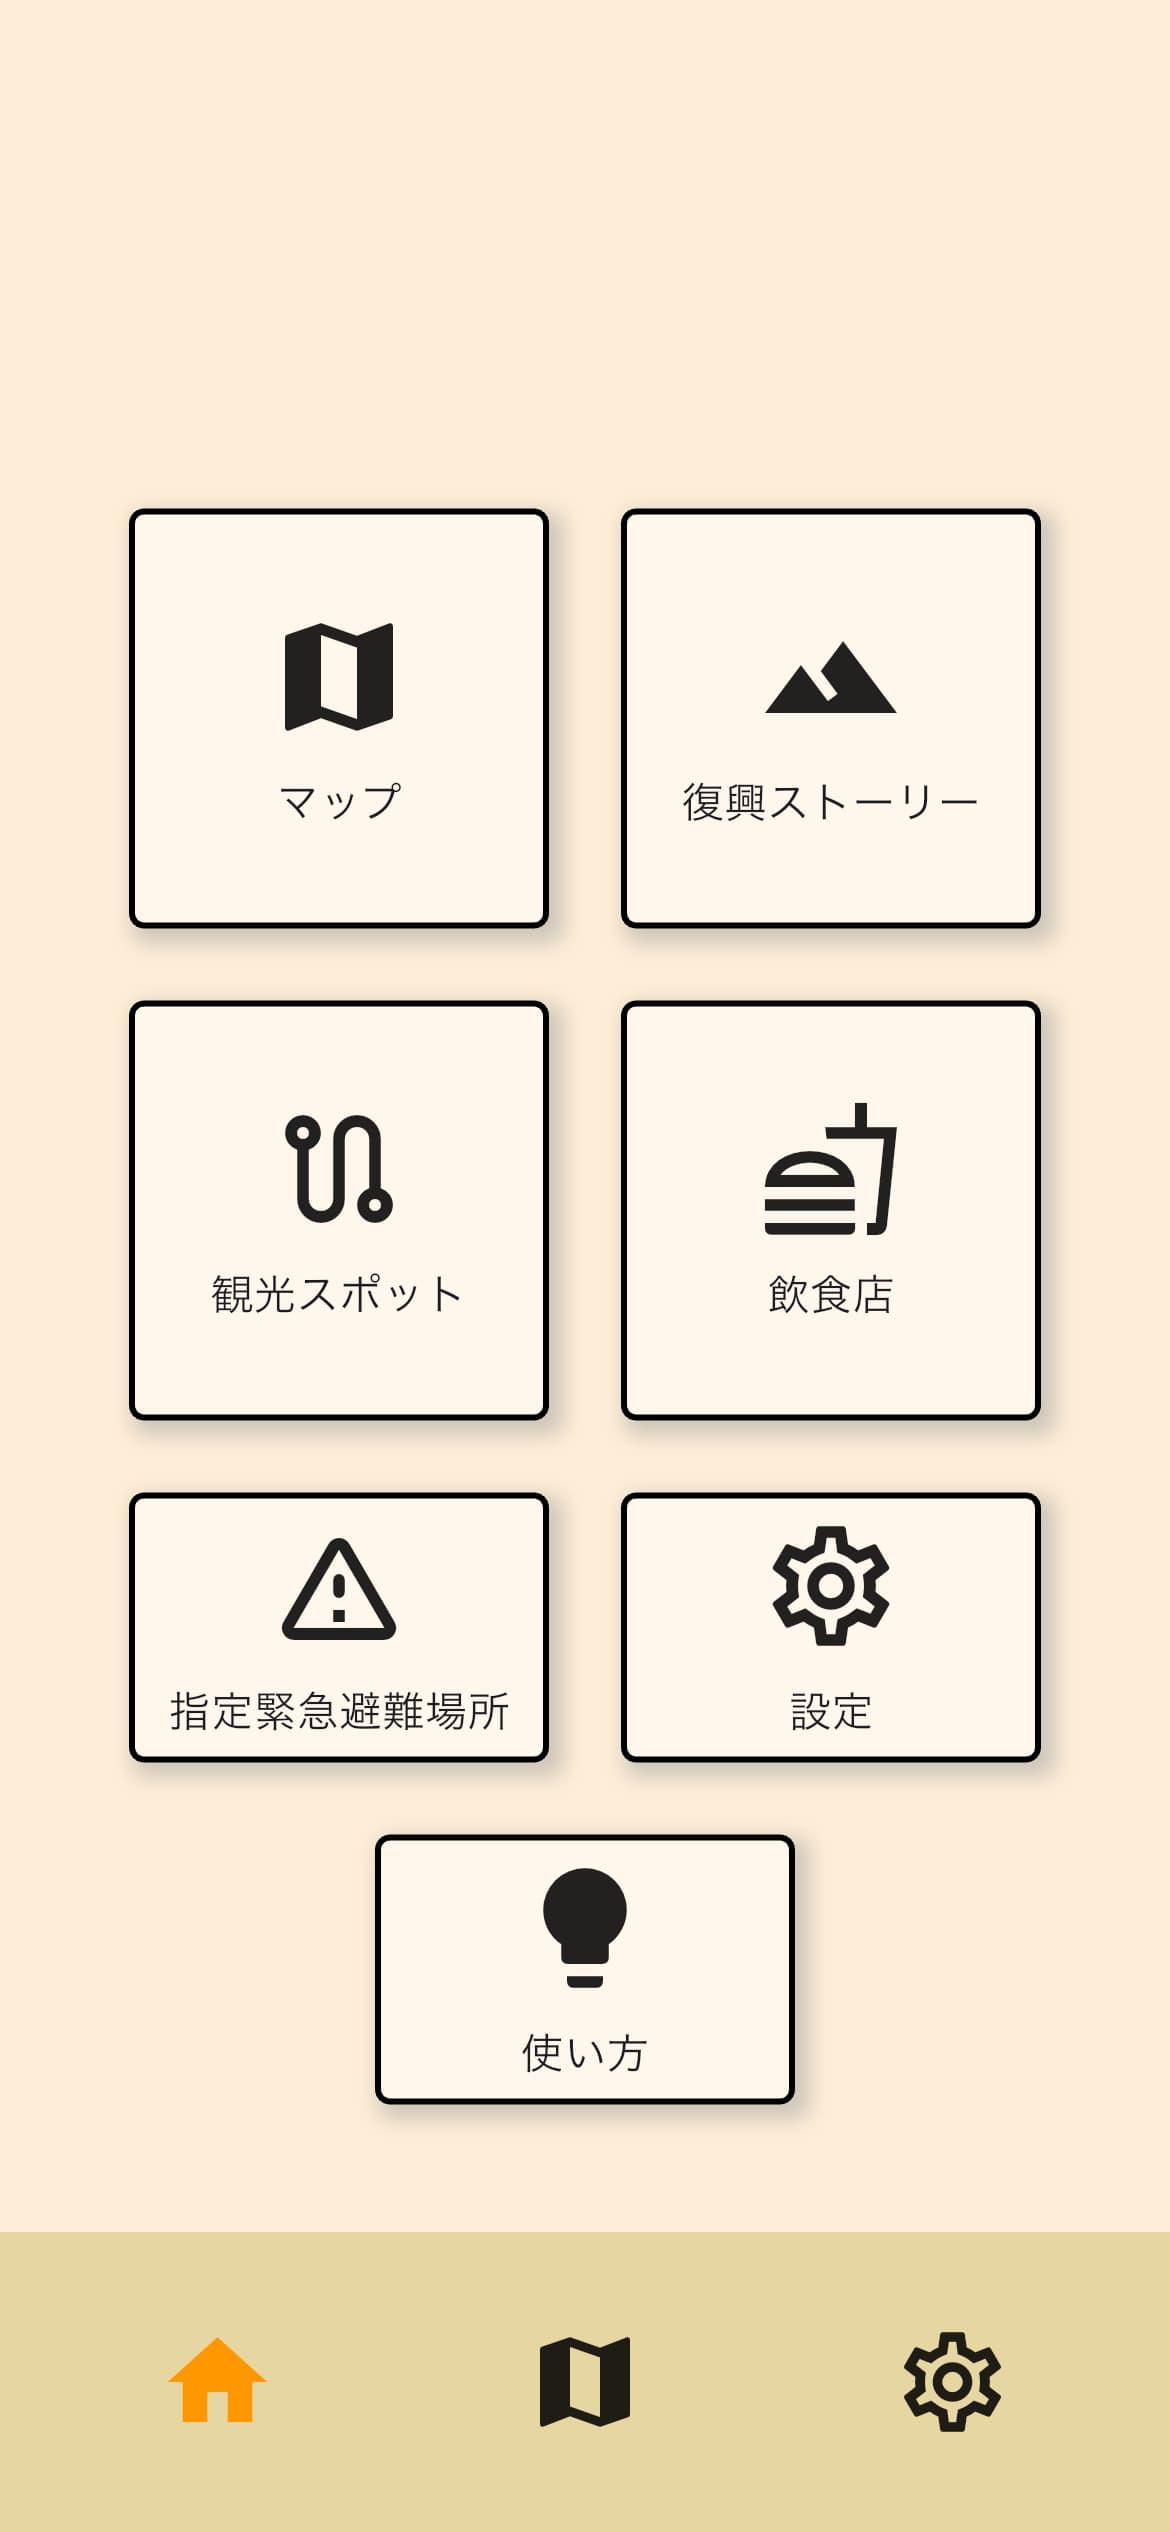 マップ
復興ストーリー
観光スポット
飲食店
指定緊急避難場所
設定
使い方